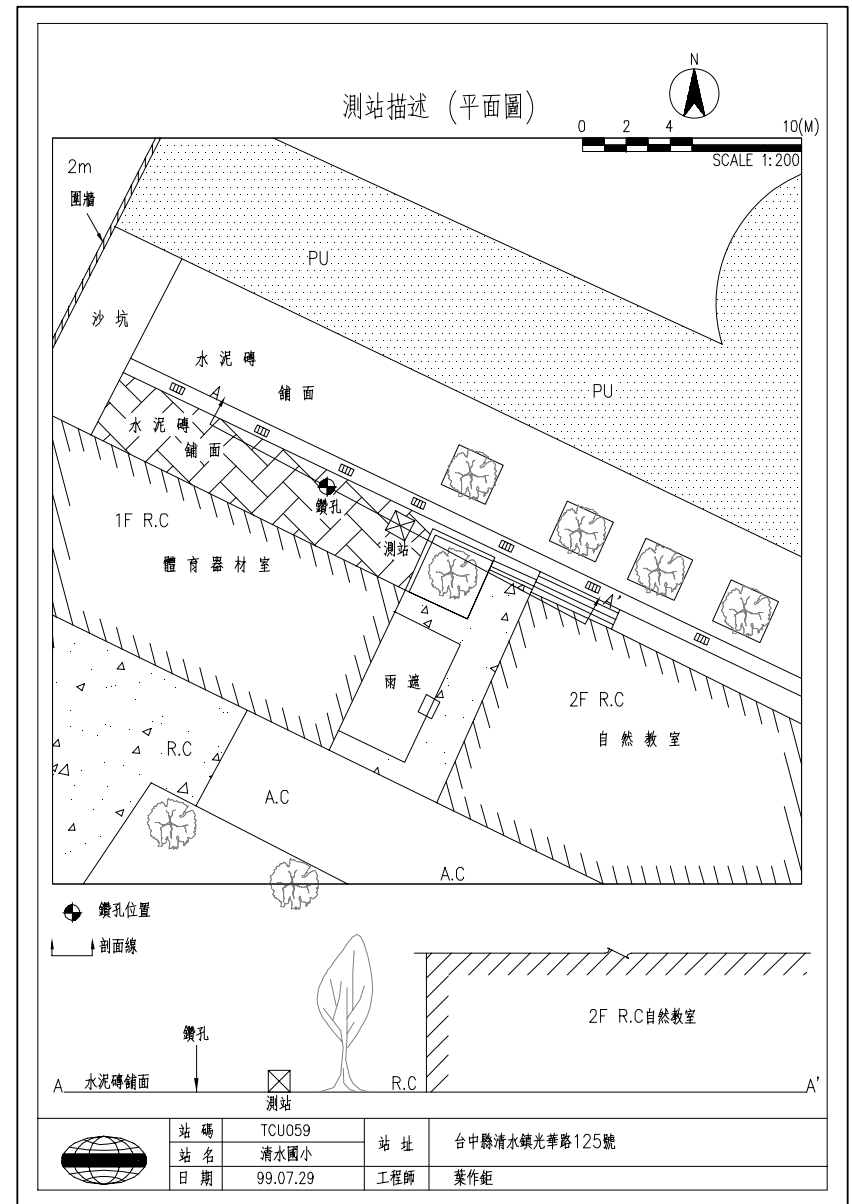 測站描述 (平面圖)
N
0 2 4 10(M)
SCALE 1:200
2m
圍牆
PU
沙坑
水泥磚
舖面
PU
A
水泥磚
舖面
鑽孔
測站
1F R.C
體育器材室
A'
雨遮
2F R.C
自然教室
R.C
A.C
A.C
鑽孔位置
剖面線
鑽孔
2F R.C自然教室
A 水泥磚舖面
R.C
A'
測站
站碼 TCU059
站名 清水國小
日期 99.07.29
站址 台中縣清水鎮光華路125號
工程師 葉作鉅